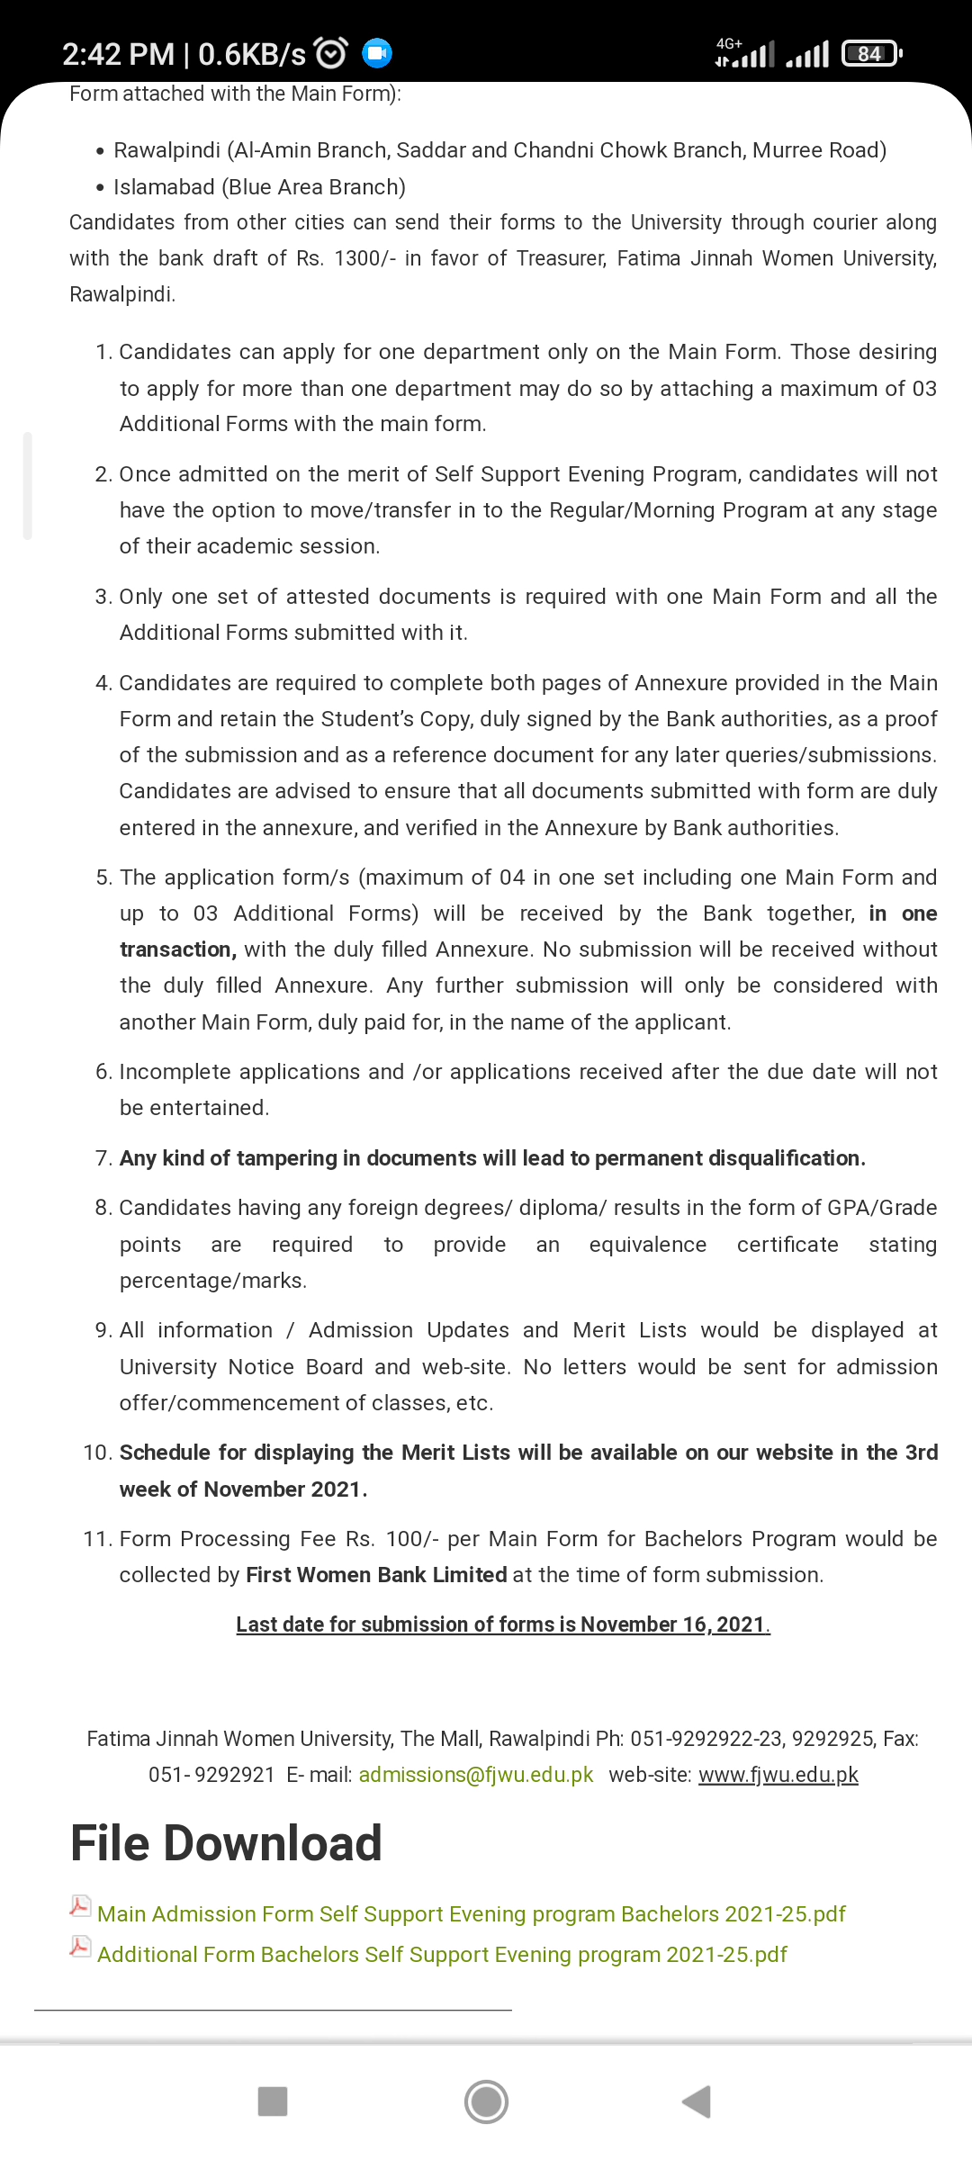 2:42 PM | 0.6KB/s
4G+
84
Form attached with the Main Form):
• Rawalpindi (Al-Amin Branch, Saddar and Chandni Chowk Branch, Murree Road)
• Islamabad (Blue Area Branch)
Candidates from other cities can send their forms to the University through courier along
with the bank draft of Rs. 1300/- in favor of Treasurer, Fatima Jinnah Women University,
Rawalpindi.
1. Candidates can apply for one department only on the Main Form. Those desiring
to apply for more than one department may do so by attaching a maximum of 03
Additional Forms with the main form.
2. Once admitted on the merit of Self Support Evening Program, candidates will not
have the option to move/transfer in to the Regular/Morning Program at any stage
of their academic session.
3. Only one set of attested documents is required with one Main Form and all the
Additional Forms submitted with it.
4. Candidates are required to complete both pages of Annexure provided in the Main
Form and retain the Student’s Copy, duly signed by the Bank authorities, as a proof
of the submission and as a reference document for any later queries/submissions.
Candidates are advised to ensure that all documents submitted with form are duly
entered in the annexure, and verified in the Annexure by Bank authorities.
5. The application form/s (maximum of 04 in one set including one Main Form and
up to 03 Additional Forms) will be received by the Bank together, in one
transaction, with the duly filled Annexure. No submission will be received without
the duly filled Annexure. Any further submission will only be considered with
another Main Form, duly paid for, in the name of the applicant.
6. Incomplete applications and /or applications received after the due date will not
be entertained.
7. Any kind of tampering in documents will lead to permanent disqualification.
8. Candidates having any foreign degrees/ diploma/ results in the form of GPA/Grade
points are required to provide an equivalence certificate stating
percentage/marks.
9. All information / Admission Updates and Merit Lists would be displayed at
University Notice Board and web-site. No letters would be sent for admission
offer/commencement of classes, etc.
10. Schedule for displaying the Merit Lists will be available on our website in the 3rd
week of November 2021.
11. Form Processing Fee Rs. 100/- per Main Form for Bachelors Program would be
collected by First Women Bank Limited at the time of form submission.
Last date for submission of forms is November 16, 2021.
Fatima Jinnah Women University, The Mall, Rawalpindi Ph: 051-9292922-23, 9292925, Fax:
051- 9292921 E- mail: admissions@fjwu.edu.pk web-site: www.fjwu.edu.pk
File Download
Main Admission Form Self Support Evening program Bachelors 2021-25.pdf
Additional Form Bachelors Self Support Evening program 2021-25.pdf